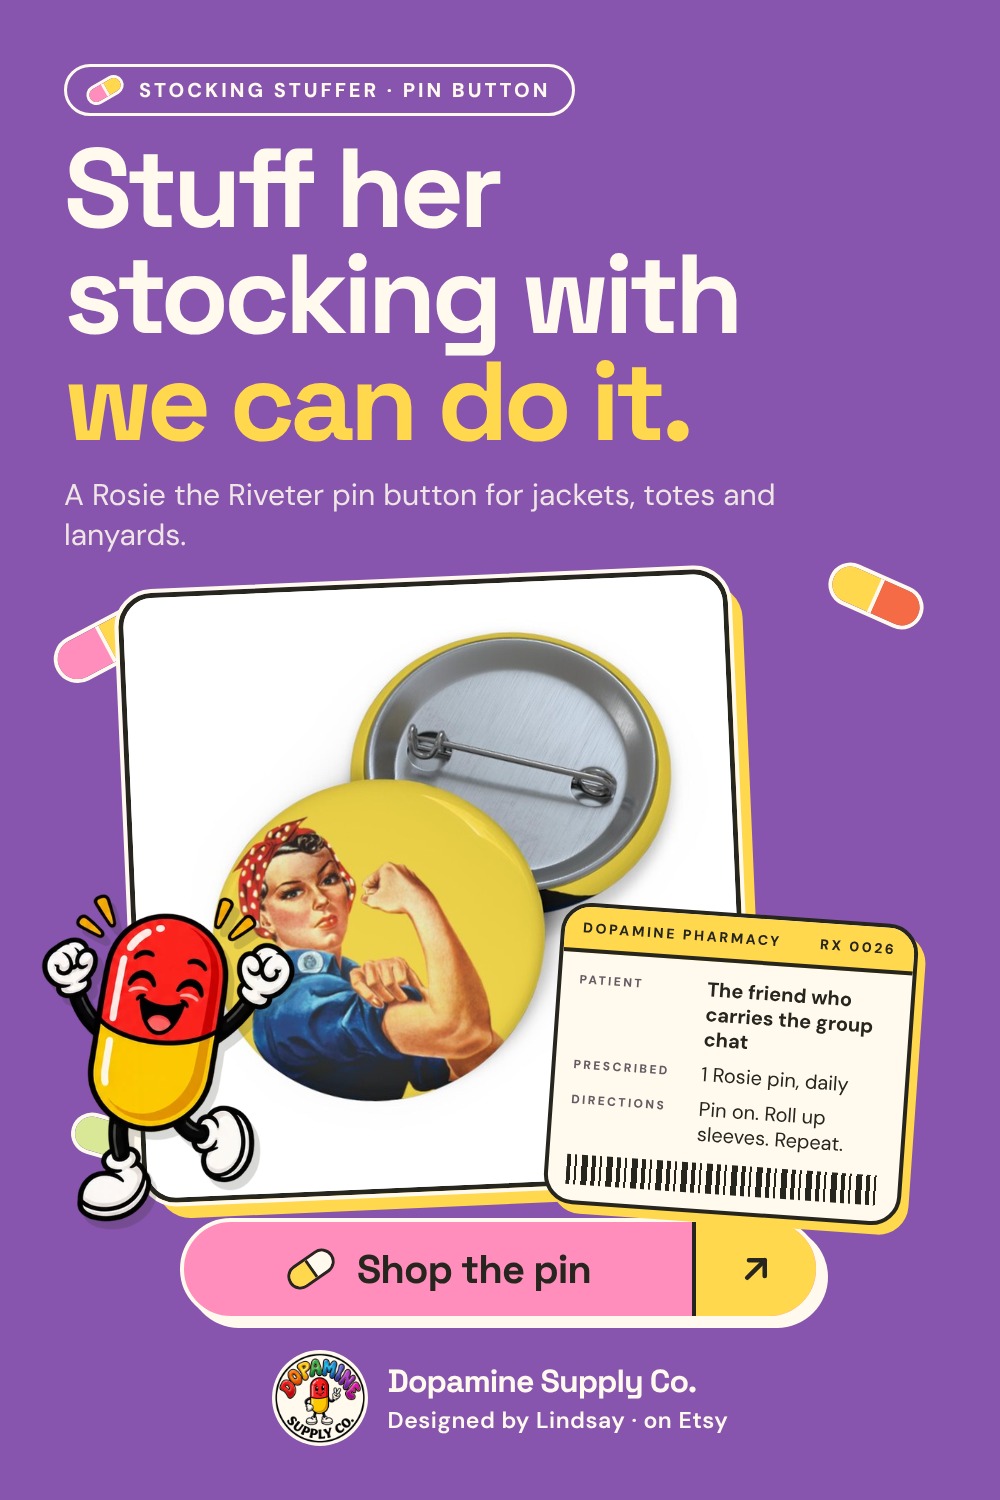 STOCKING STUFFER · PIN BUTTON
Stuff her
stocking with
we can do it.
A Rosie the Riveter pin button for jackets, totes and
lanyards.
DOPAMINE PHARMACY RX 0026
PATIENT The friend who
carries the group
chat
PRESCRIBED 1 Rosie pin, daily
DIRECTIONS Pin on. Roll up
sleeves. Repeat.
Shop the pin
DOPAMINE
SUPPLY CO.
Dopamine Supply Co.
Designed by Lindsay · on Etsy